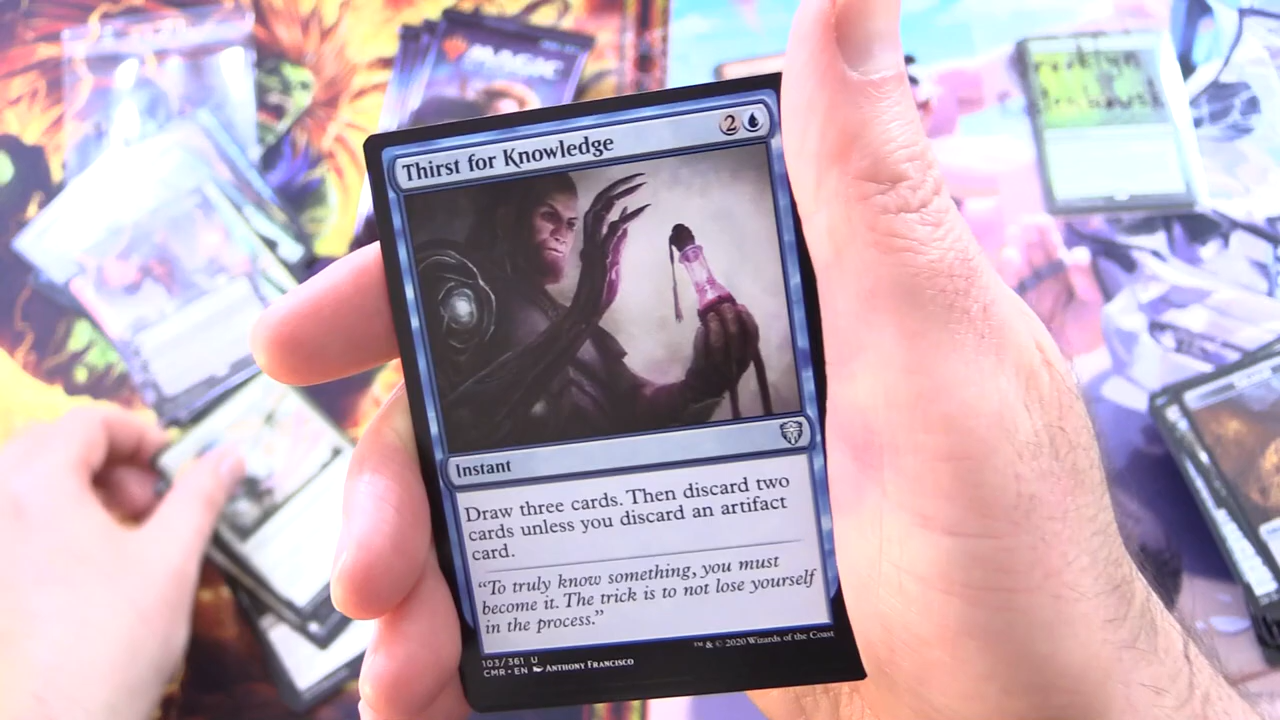 MAGIC
Thirst for Knowledge
2
Instant
Draw three cards. Then discard two
cards unless you discard an artifact
card.
“To truly know something, you must
become it. The trick is to not lose yourself
in the process.”
103/361 U
CMR • EN Anthony Francisco
™ & © 2020 Wizards of the Coast